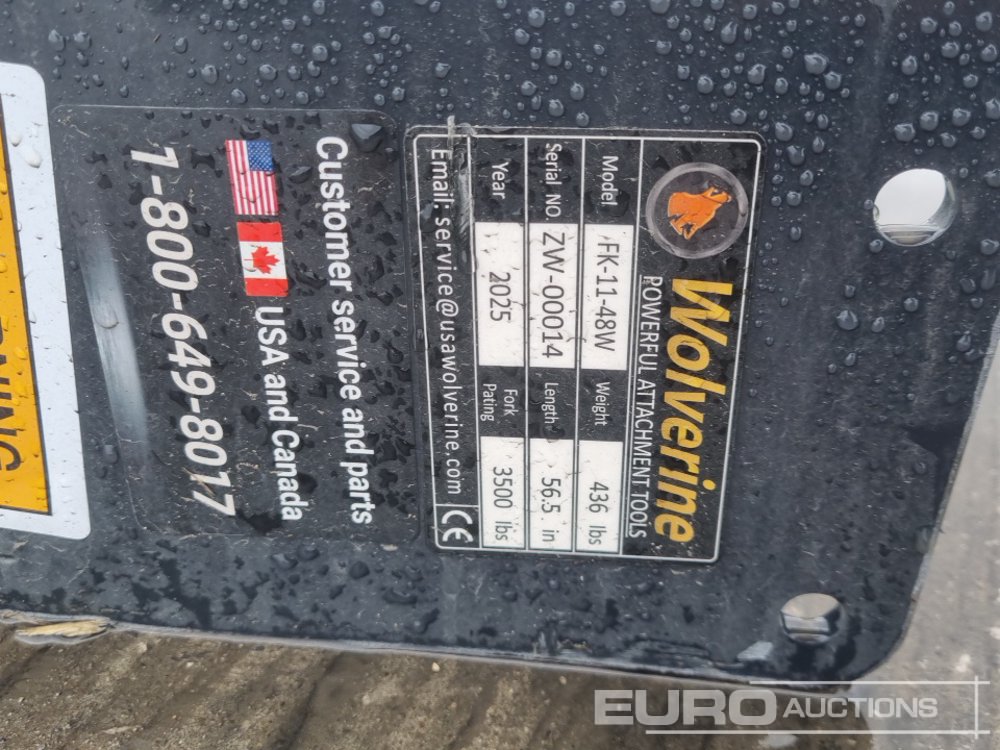 Wolverine
POWERFUL ATTACHMENT TOOLS
Model FK-11-48W Weight 436 lbs
Serial NO. ZW-00014 Length 56.5 in
Year 2025 Fork Pating 3500 lbs
Email: service@usawolverine.com CE
Customer service and parts
USA and Canada
1-800-649-8017
EURO AUCTIONS